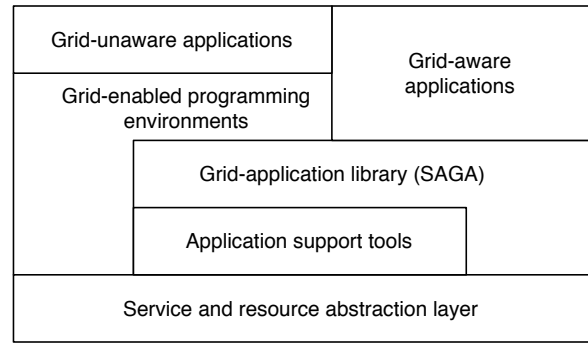 Grid-unaware applications
Grid-aware
applications
Grid-enabled programming
environments
Grid-application library (SAGA)
Application support tools
Service and resource abstraction layer